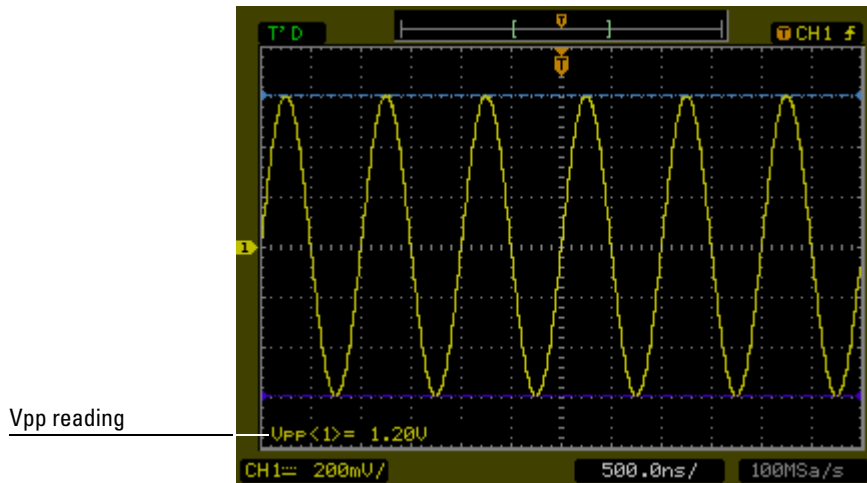 T
T'D
T CH1
T
1
Vpp reading
Vpp<1>= 1.20V
CH1 200mV/
500.0ns/
100MSa/s